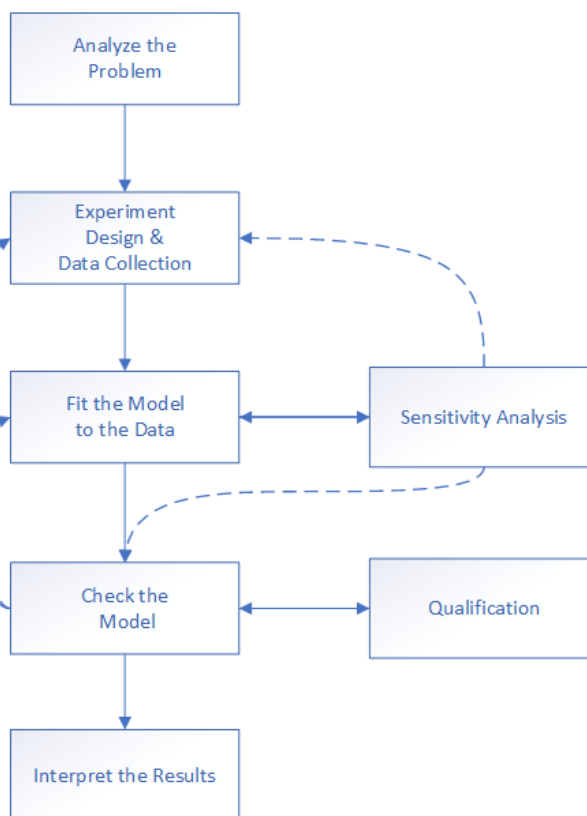 Analyze the
Problem
Experiment
Design &
Data Collection
Fit the Model
to the Data
Sensitivity Analysis
Check the
Model
Qualification
Interpret the Results